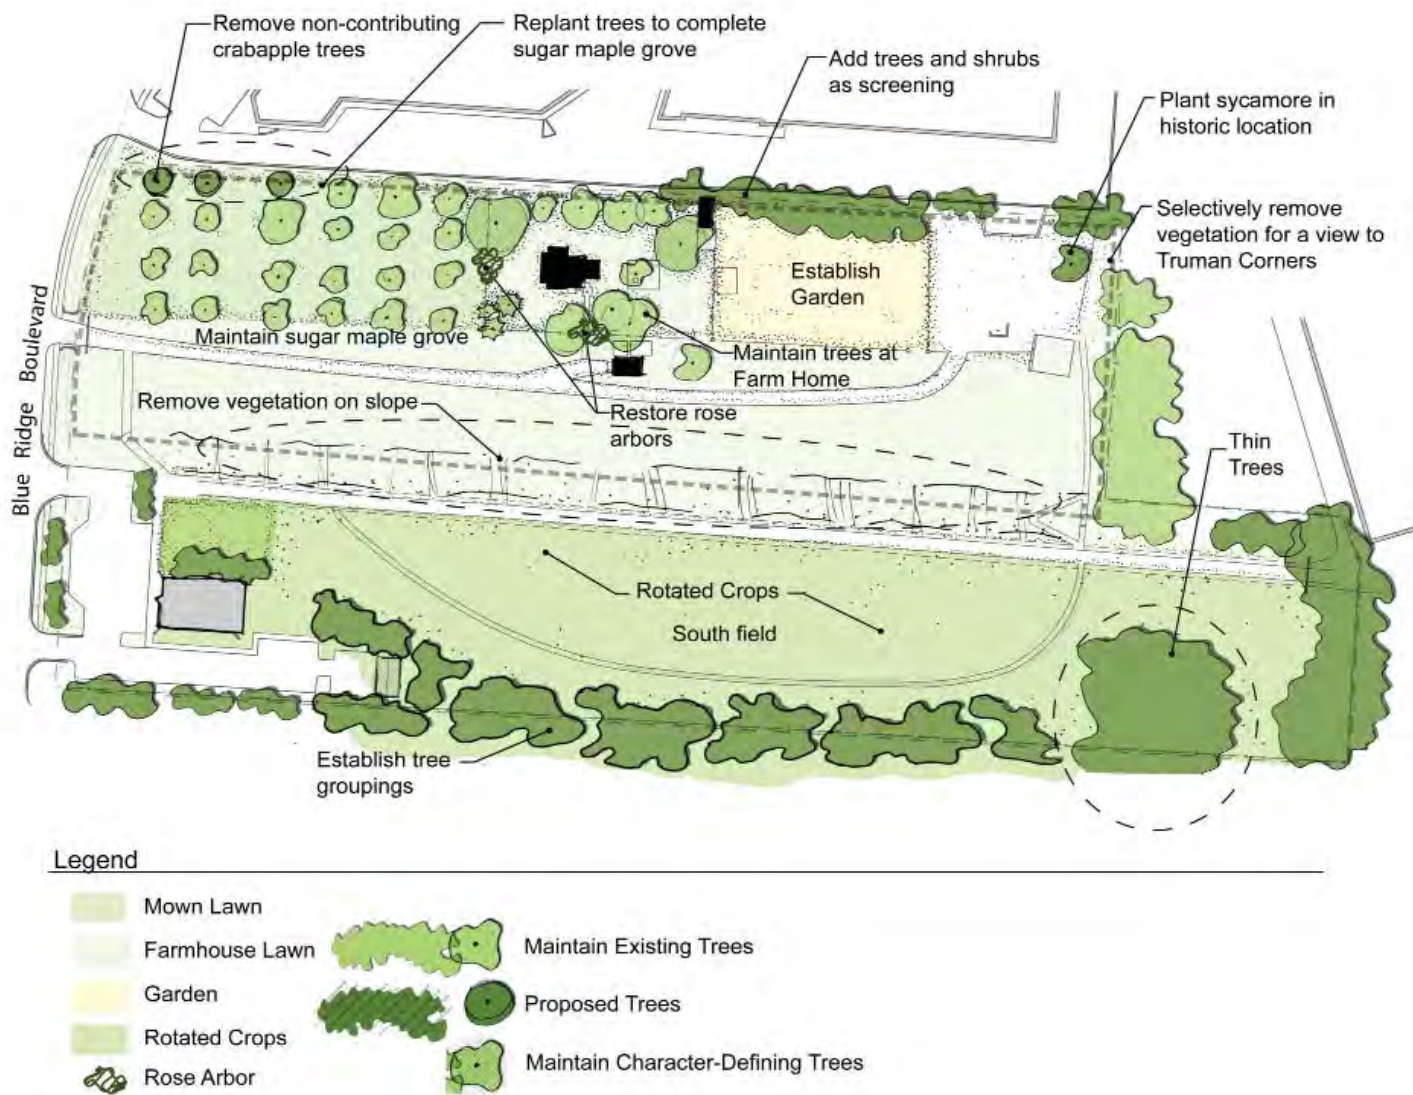 Remove non-contributing
crabapple trees
Replant trees to complete
sugar maple grove
Add trees and shrubs
as screening
Plant sycamore in
historic location
Selectively remove
vegetation for a view to
Truman Corners
Establish
Garden
Maintain sugar maple grove
Maintain trees at
Farm Home
Blue Ridge Boulevard
Remove vegetation on slope
Restore rose
arbors
Thin
Trees
Rotated Crops
South field
Establish tree
groupings
Legend
Mown Lawn
Farmhouse Lawn
Garden
Rotated Crops
Rose Arbor
Maintain Existing Trees
Proposed Trees
Maintain Character-Defining Trees